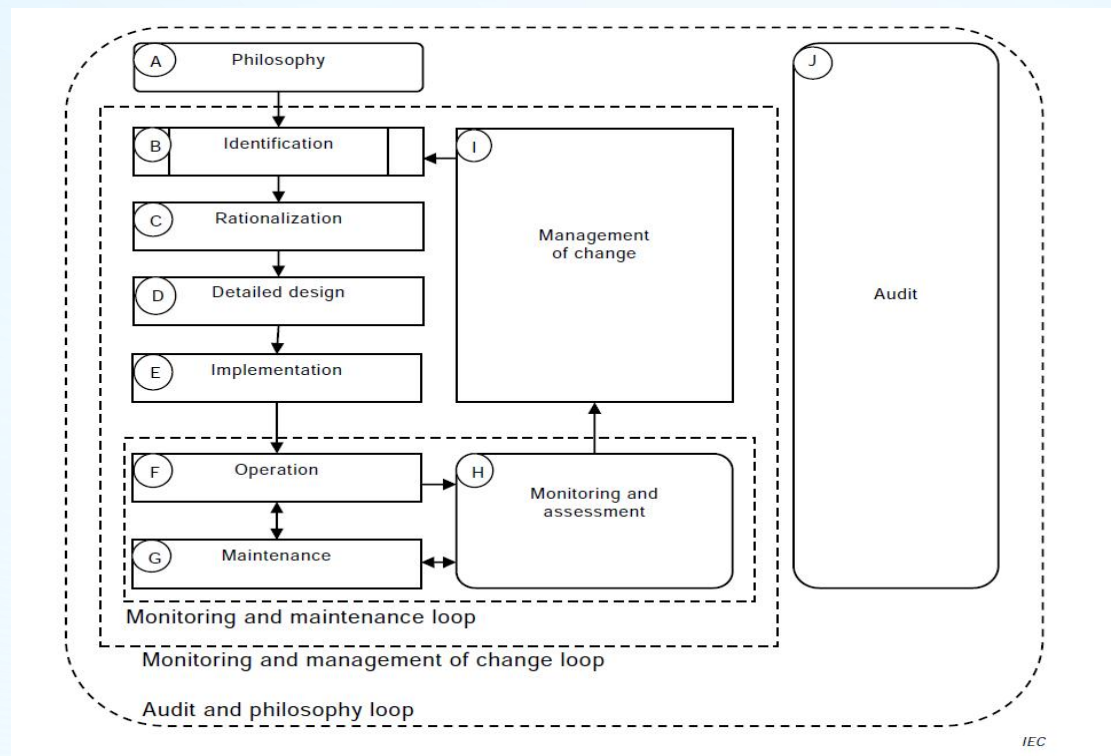 A
Philosophy
B
Identification
C
Rationalization
D
Detailed design
E
Implementation
F
Operation
G
Maintenance
H
Monitoring and
assessment
I
Management
of change
J
Audit
Monitoring and maintenance loop
Monitoring and management of change loop
Audit and philosophy loop
IEC